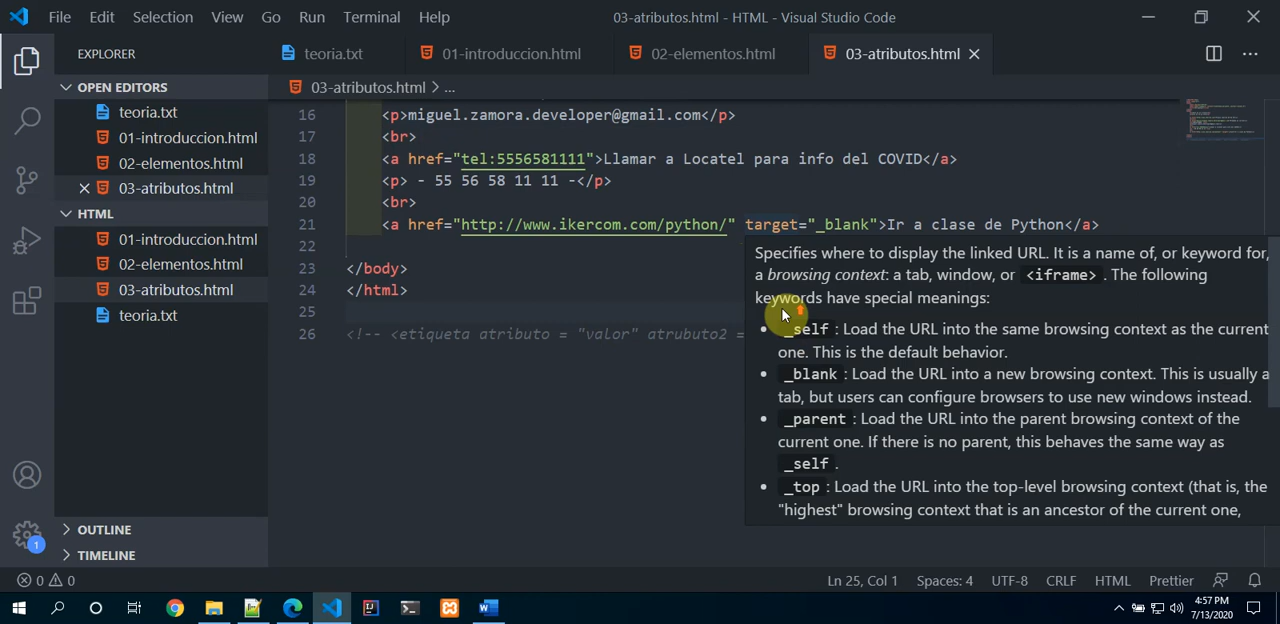 File Edit Selection View Go Run Terminal Help
03-atributos.html - HTML - Visual Studio Code
EXPLORER
teoria.txt
01-introduccion.html
02-elementos.html
03-atributos.html
OPEN EDITORS
teoria.txt
01-introduccion.html
02-elementos.html
03-atributos.html
HTML
01-introduccion.html
02-elementos.html
03-atributos.html
teoria.txt
OUTLINE
TIMELINE
03-atributos.html > ...
16 <p>miguel.zamora.developer@gmail.com</p>
17 <br>
18 <a href="tel:5556581111">Llamar a Locatel para info del COVID</a>
19 <p> - 55 56 58 11 11 -</p>
20 <br>
21 <a href="http://www.ikercom.com/python/" target="_blank">Ir a clase de Python</a>
22
23 </body>
24 </html>
25
26 <!-- <etiqueta atributo = "valor" atrubuto2 =
Specifies where to display the linked URL. It is a name of, or keyword for,
a browsing context: a tab, window, or <iframe>. The following
keywords have special meanings:
• _self: Load the URL into the same browsing context as the current
one. This is the default behavior.
• _blank: Load the URL into a new browsing context. This is usually a
tab, but users can configure browsers to use new windows instead.
• _parent: Load the URL into the parent browsing context of the
current one. If there is no parent, this behaves the same way as
_self.
• _top: Load the URL into the top-level browsing context (that is, the
"highest" browsing context that is an ancestor of the current one,
1
0 0
Ln 25, Col 1 Spaces: 4 UTF-8 CRLF HTML Prettier
4:57 PM
7/13/2020